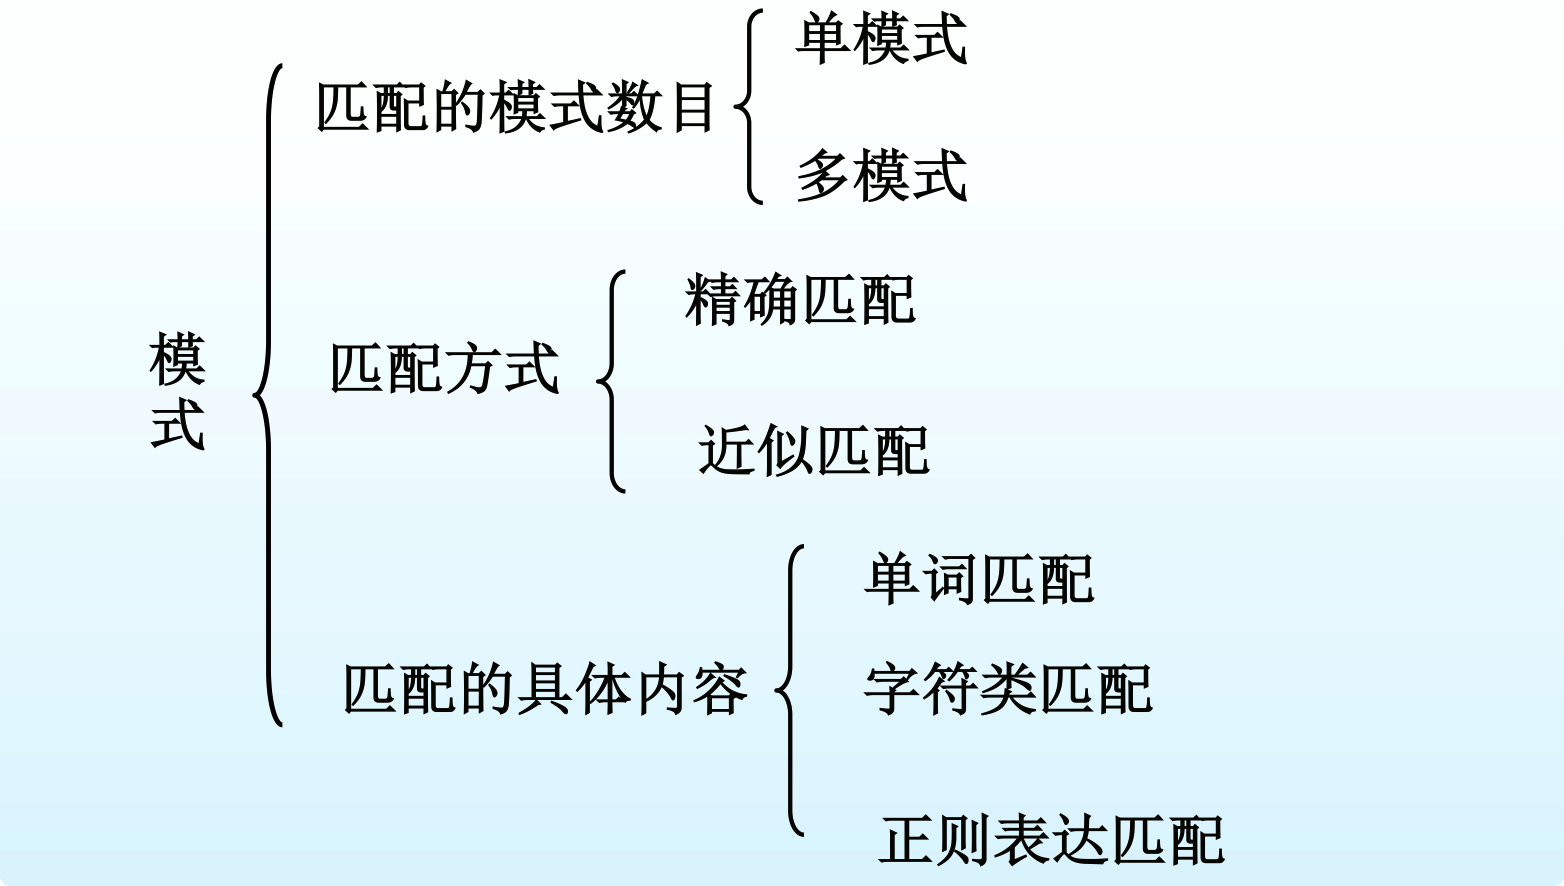 模式
匹配的模式数目
单模式
多模式
匹配方式
精确匹配
近似匹配
匹配的具体内容
单词匹配
字符类匹配
正则表达匹配